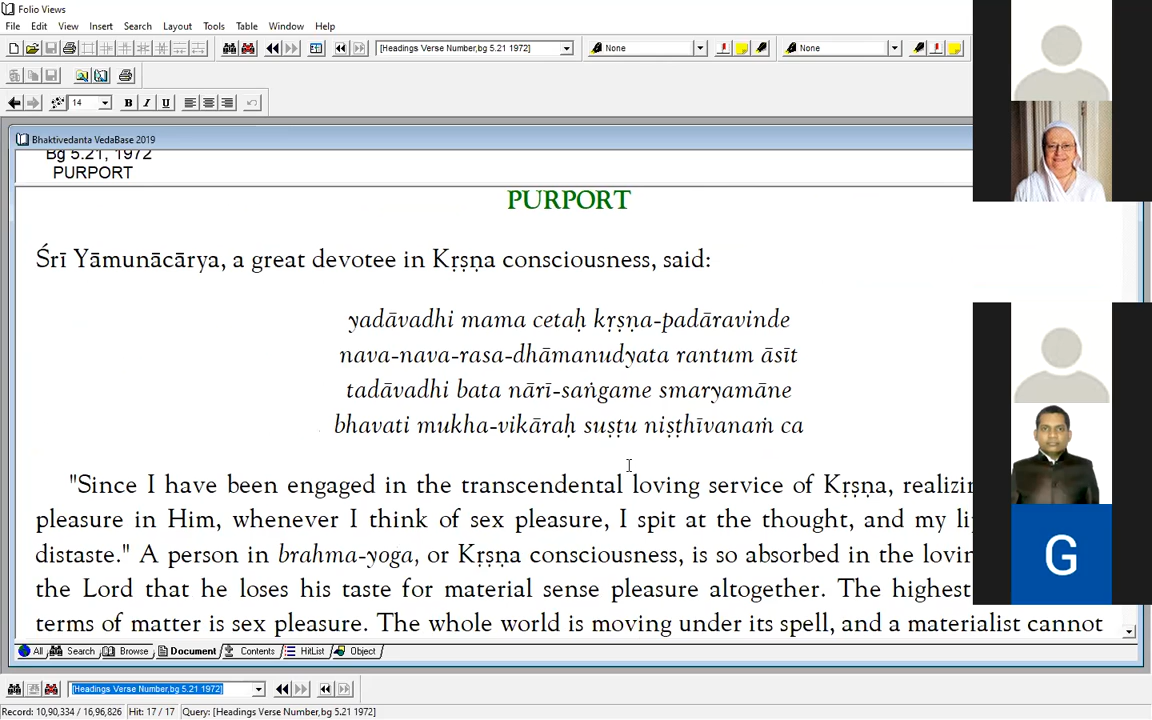 Folio Views
File Edit View Insert Search Layout Tools Table Window Help
[Headings Verse Number,bg 5.21 1972] None None
14 B I U
Bhaktivedanta VedaBase 2019
Bg 5.21, 1972
PURPORT
PURPORT
Śrī Yāmunācārya, a great devotee in Kṛṣṇa consciousness, said:
yadāvadhi mama cetaḥ kṛṣṇa-padāravinde
nava-nava-rasa-dhāmanudyata rantum āsīt
tadāvadhi bata nārī-saṅgame smaryamāne
bhavati mukha-vikāraḥ suṣṭu niṣṭhīvanaṁ ca
"Since I have been engaged in the transcendental loving service of Kṛṣṇa, realizin
pleasure in Him, whenever I think of sex pleasure, I spit at the thought, and my li
distaste." A person in brahma-yoga, or Kṛṣṇa consciousness, is so absorbed in the lovin
the Lord that he loses his taste for material sense pleasure altogether. The highest
terms of matter is sex pleasure. The whole world is moving under its spell, and a materialist cannot
G
All Search Browse Document Contents HitList Object
[Headings Verse Number,bg 5.21 1972]
Record: 10,90,334 / 16,96,826 Hit: 17 / 17 Query: [Headings Verse Number,bg 5.21 1972]